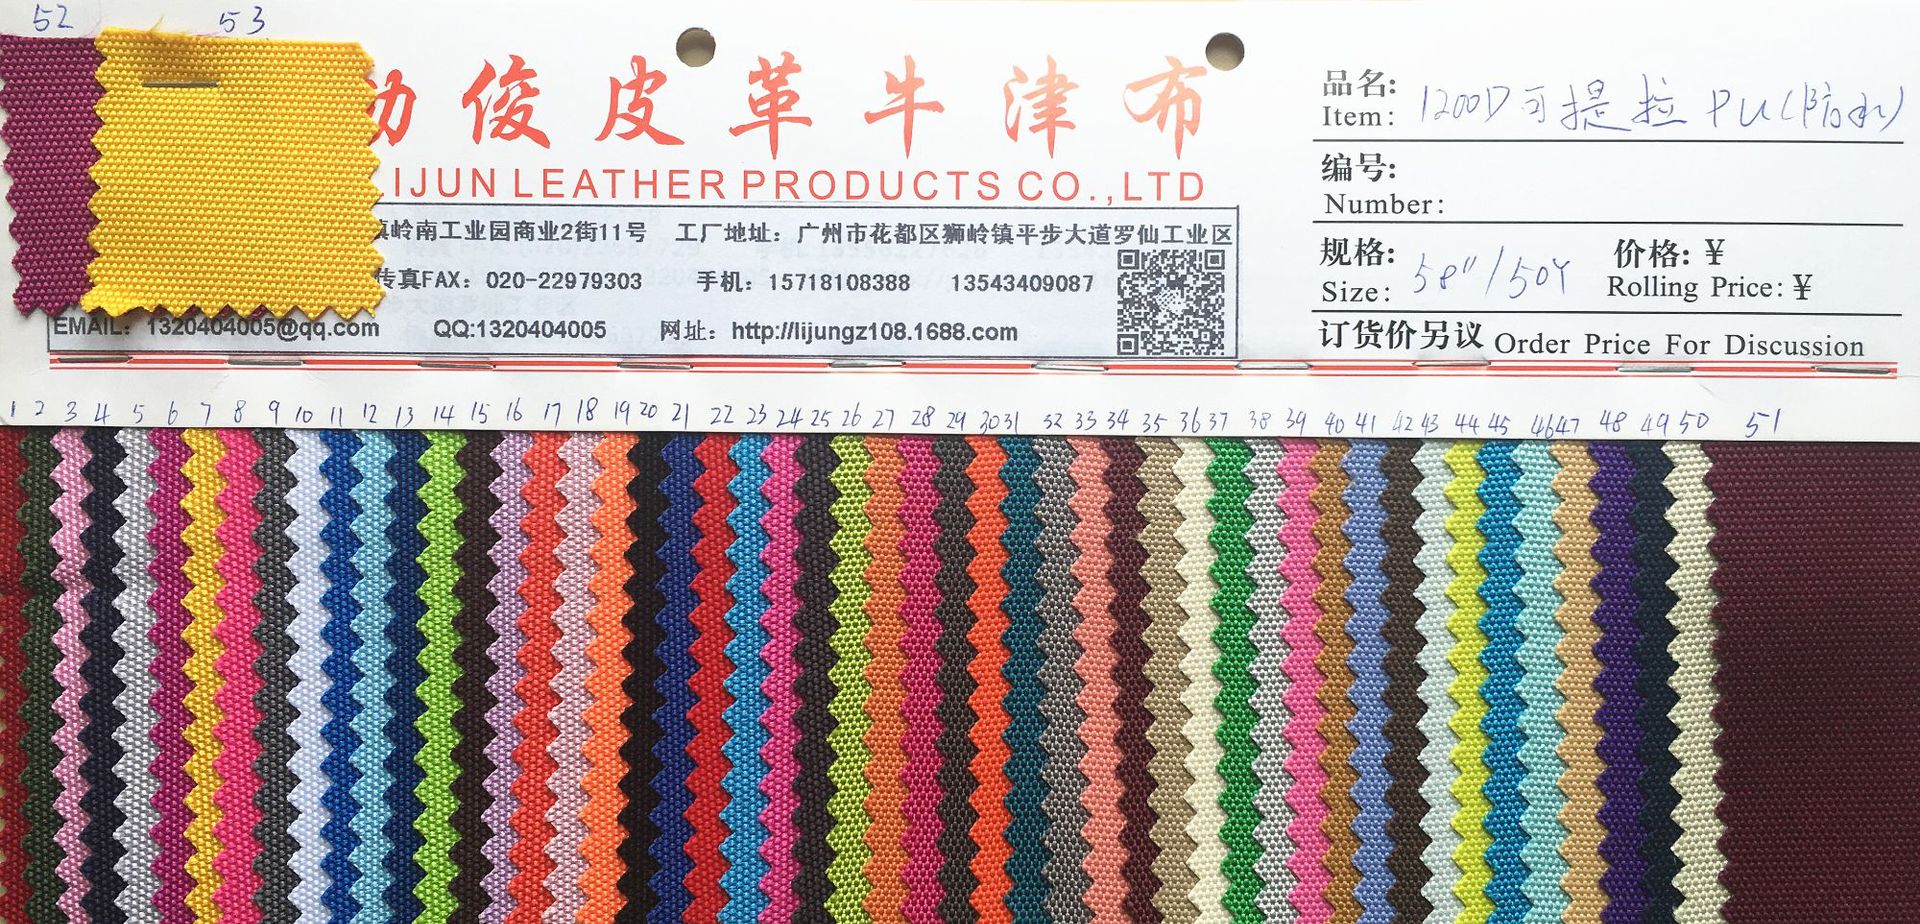 52 53
俊皮革牛津布
LIJUN LEATHER PRODUCTS CO.,LTD
岭南工业园商业2街11号 工厂地址：广州市花都区狮岭镇平步大道罗仙工业区
传真FAX：020-22979303 手机：15718108388 13543409087
EMAIL：1320404005@qq.com QQ:1320404005 网址：http://lijungz108.1688.com
品名:
Item: 1200D可提拉PU(防水)
编号:
Number:
规格: 价格:￥
Size: 58"/50Y Rolling Price:￥
订货价另议 Order Price For Discussion
1 2 3 4 5 6 7 8 9 10 11 12 13 14 15 16 17 18 19 20 21 22 23 24 25 26 27 28 29 30 31 32 33 34 35 36 37 38 39 40 41 42 43 44 45 46 47 48 49 50 51